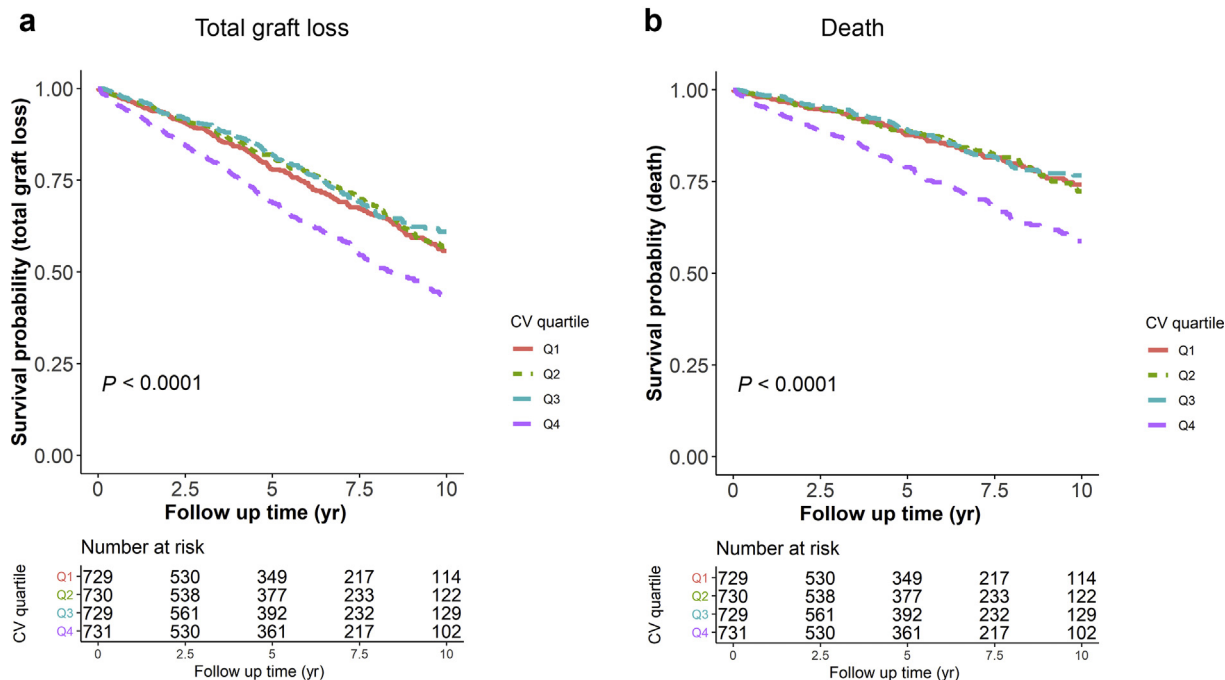 a
Total graft loss
Survival probability (total graft loss)
1.00
0.75
0.50
0.25
0.00
P < 0.0001
0 2.5 5 7.5 10
Follow up time (yr)
CV quartile
Q1
Q2
Q3
Q4
Number at risk
CV quartile
Q1 729 530 349 217 114
Q2 730 538 377 233 122
Q3 729 561 392 232 129
Q4 731 530 361 217 102
0 2.5 5 7.5 10
Follow up time (yr)
b
Death
Survival probablity (death)
1.00
0.75
0.50
0.25
0.00
P < 0.0001
0 2.5 5 7.5 10
Follow up time (yr)
CV quartile
Q1
Q2
Q3
Q4
Number at risk
CV quartile
Q1 729 530 349 217 114
Q2 730 538 377 233 122
Q3 729 561 392 232 129
Q4 731 530 361 217 102
0 2.5 5 7.5 10
Follow up time (yr)